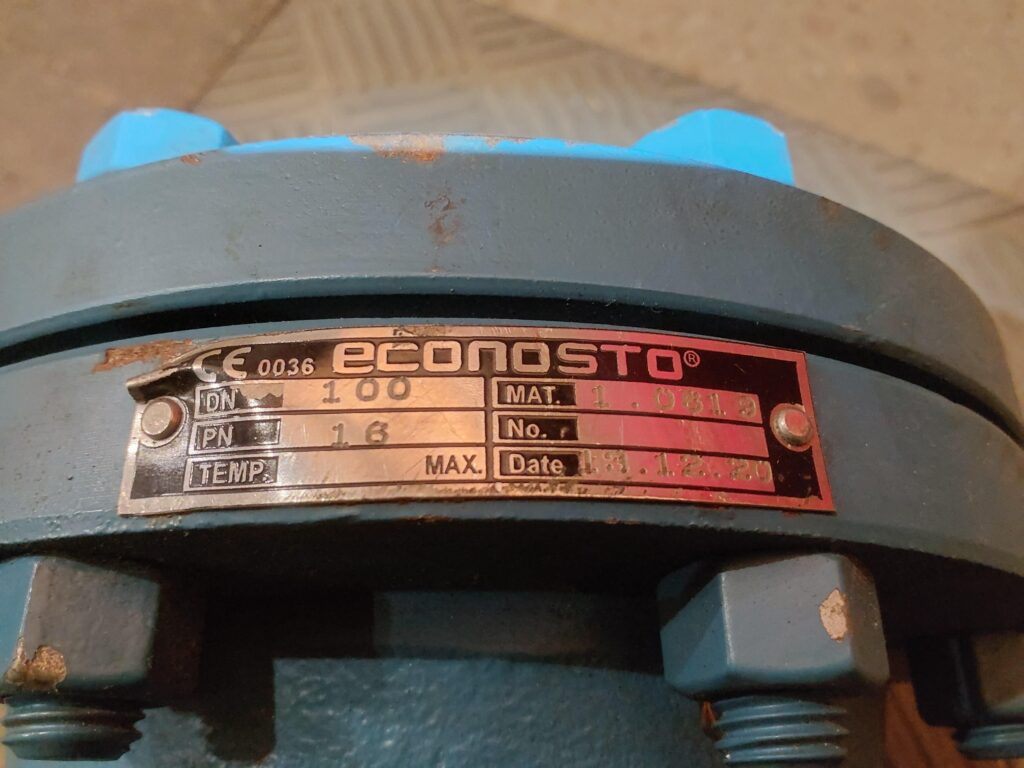 CE 0036 econosto®
DN 100 MAT. 1.0619
PN 16 No.
TEMP. MAX. Date 13.12.20